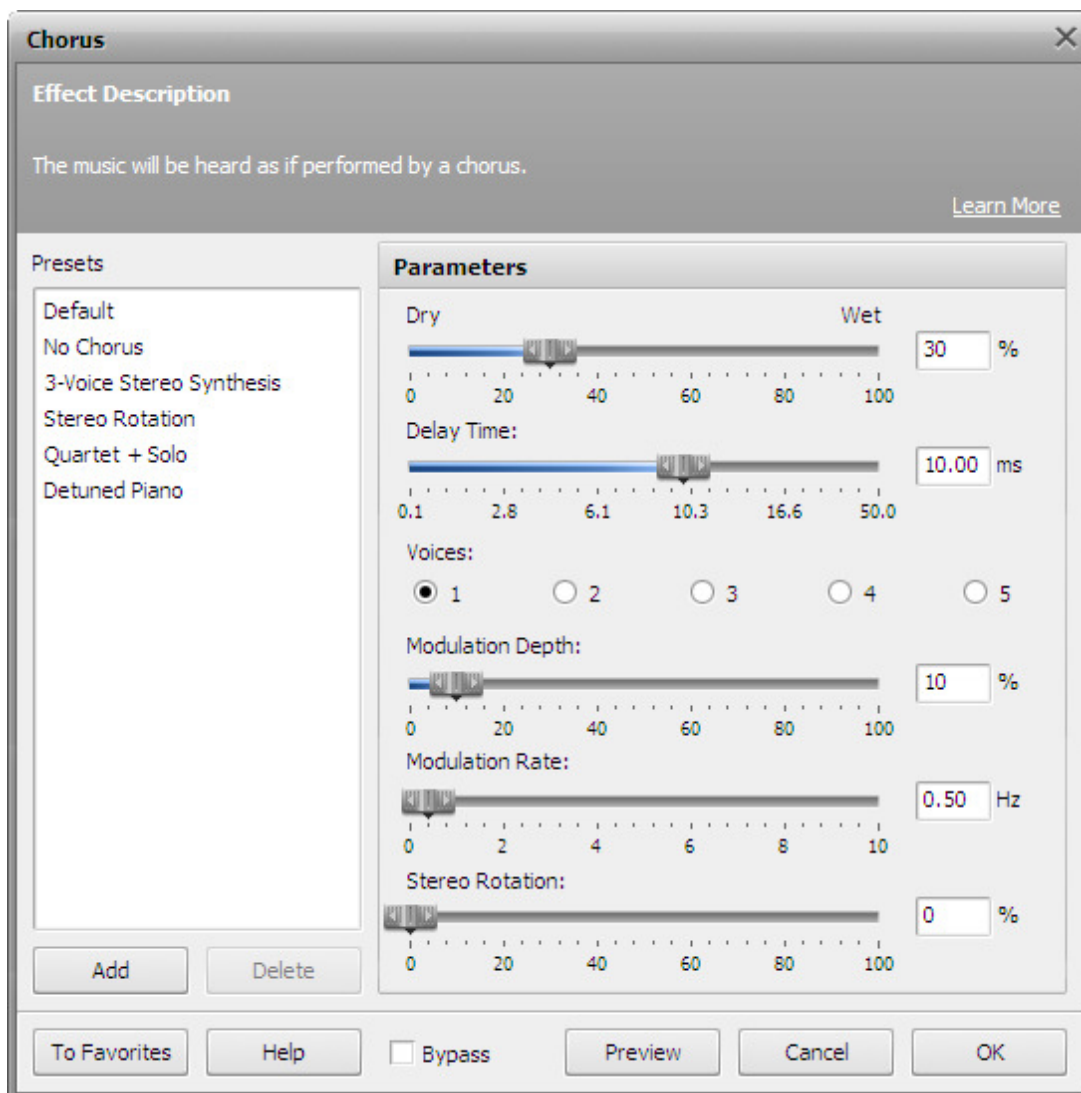 Chorus
Effect Description
The music will be heard as if performed by a chorus.
Learn More
Presets
Default
No Chorus
3-Voice Stereo Synthesis
Stereo Rotation
Quartet + Solo
Detuned Piano
Add Delete
Parameters
Dry Wet
30 %
0 20 40 60 80 100
Delay Time:
10.00 ms
0.1 2.8 6.1 10.3 16.6 50.0
Voices:
1 2 3 4 5
Modulation Depth:
10 %
0 20 40 60 80 100
Modulation Rate:
0.50 Hz
0 2 4 6 8 10
Stereo Rotation:
0 %
0 20 40 60 80 100
To Favorites Help Bypass Preview Cancel OK